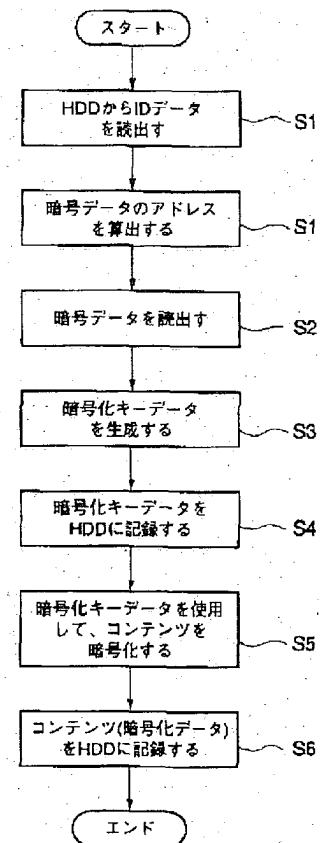 スタート
HDDからIDデータ
を読出す
S1
暗号データのアドレス
を算出する
S1
暗号データを読出す
S2
暗号化キーデータ
を生成する
S3
暗号化キーデータを
HDDに記録する
S4
暗号化キーデータを使用
して、コンテンツを
暗号化する
S5
コンテンツ(暗号化データ)
をHDDに記録する
S6
エンド